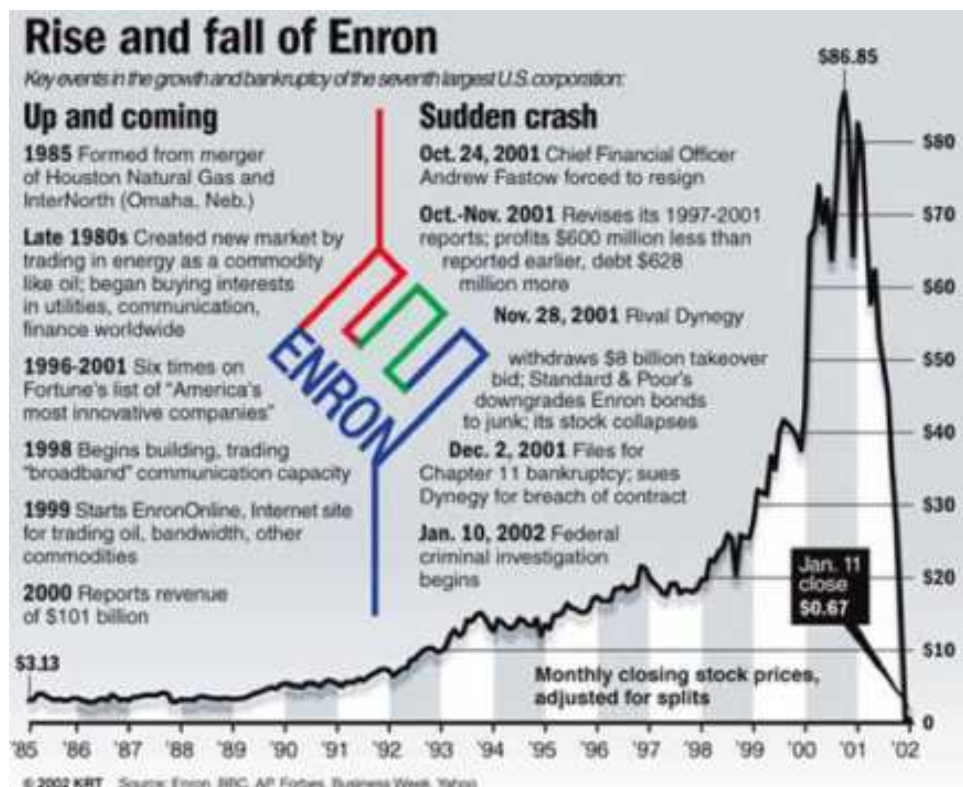 Rise and fall of Enron
Key events in the growth and bankruptcy of the seventh largest U.S. corporation:
Up and coming
1985 Formed from merger
of Houston Natural Gas and
InterNorth (Omaha, Neb.)
Late 1980s Created new market by
trading in energy as a commodity
like oil; began buying interests
in utilities, communication,
finance worldwide
1996-2001 Six times on
Fortune's list of "America's
most innovative companies"
1998 Begins building, trading
"broadband" communication capacity
1999 Starts EnronOnline, Internet site
for trading oil, bandwidth, other
commodities
2000 Reports revenue
of $101 billion
ENRON
Sudden crash
Oct. 24, 2001 Chief Financial Officer
Andrew Fastow forced to resign
Oct.-Nov. 2001 Revises its 1997-2001
reports; profits $600 million less than
reported earlier, debt $628
million more
Nov. 28, 2001 Rival Dynegy
withdraws $8 billion takeover
bid; Standard & Poor's
downgrades Enron bonds
to junk; its stock collapses
Dec. 2, 2001 Files for
Chapter 11 bankruptcy; sues
Dynegy for breach of contract
Jan. 10, 2002 Federal
criminal investigation
begins
$86.85
$80
$70
$60
$50
$40
$30
$20
$10
0
Jan. 11
close
$0.67
$3.13
Monthly closing stock prices,
adjusted for splits
'85 '86 '87 '88 '89 '90 '91 '92 '93 '94 '95 '96 '97 '98 '99 '00 '01 '02
© 2002 KRT Source: Enron, BBC, AP, Forbes, Business Week, Yahoo